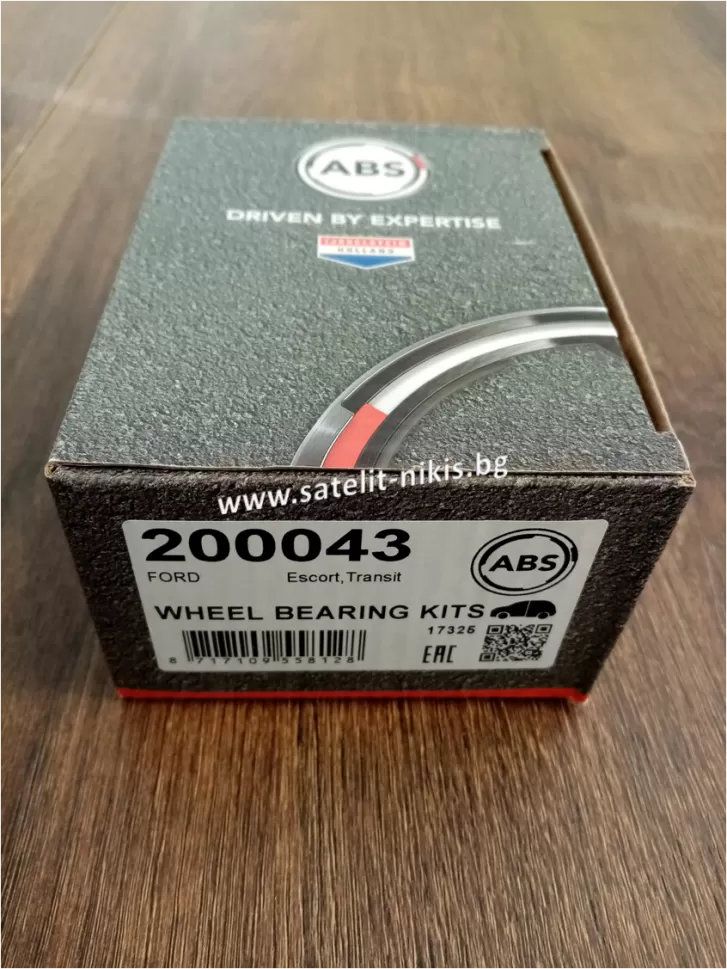 ABS
DRIVEN BY EXPERTISE
HOLLAND
www.satelit-nikis.bg
200043
ABS
FORD Escort,Transit
WHEEL BEARING KITS
17325
8 717109 558128
EAC